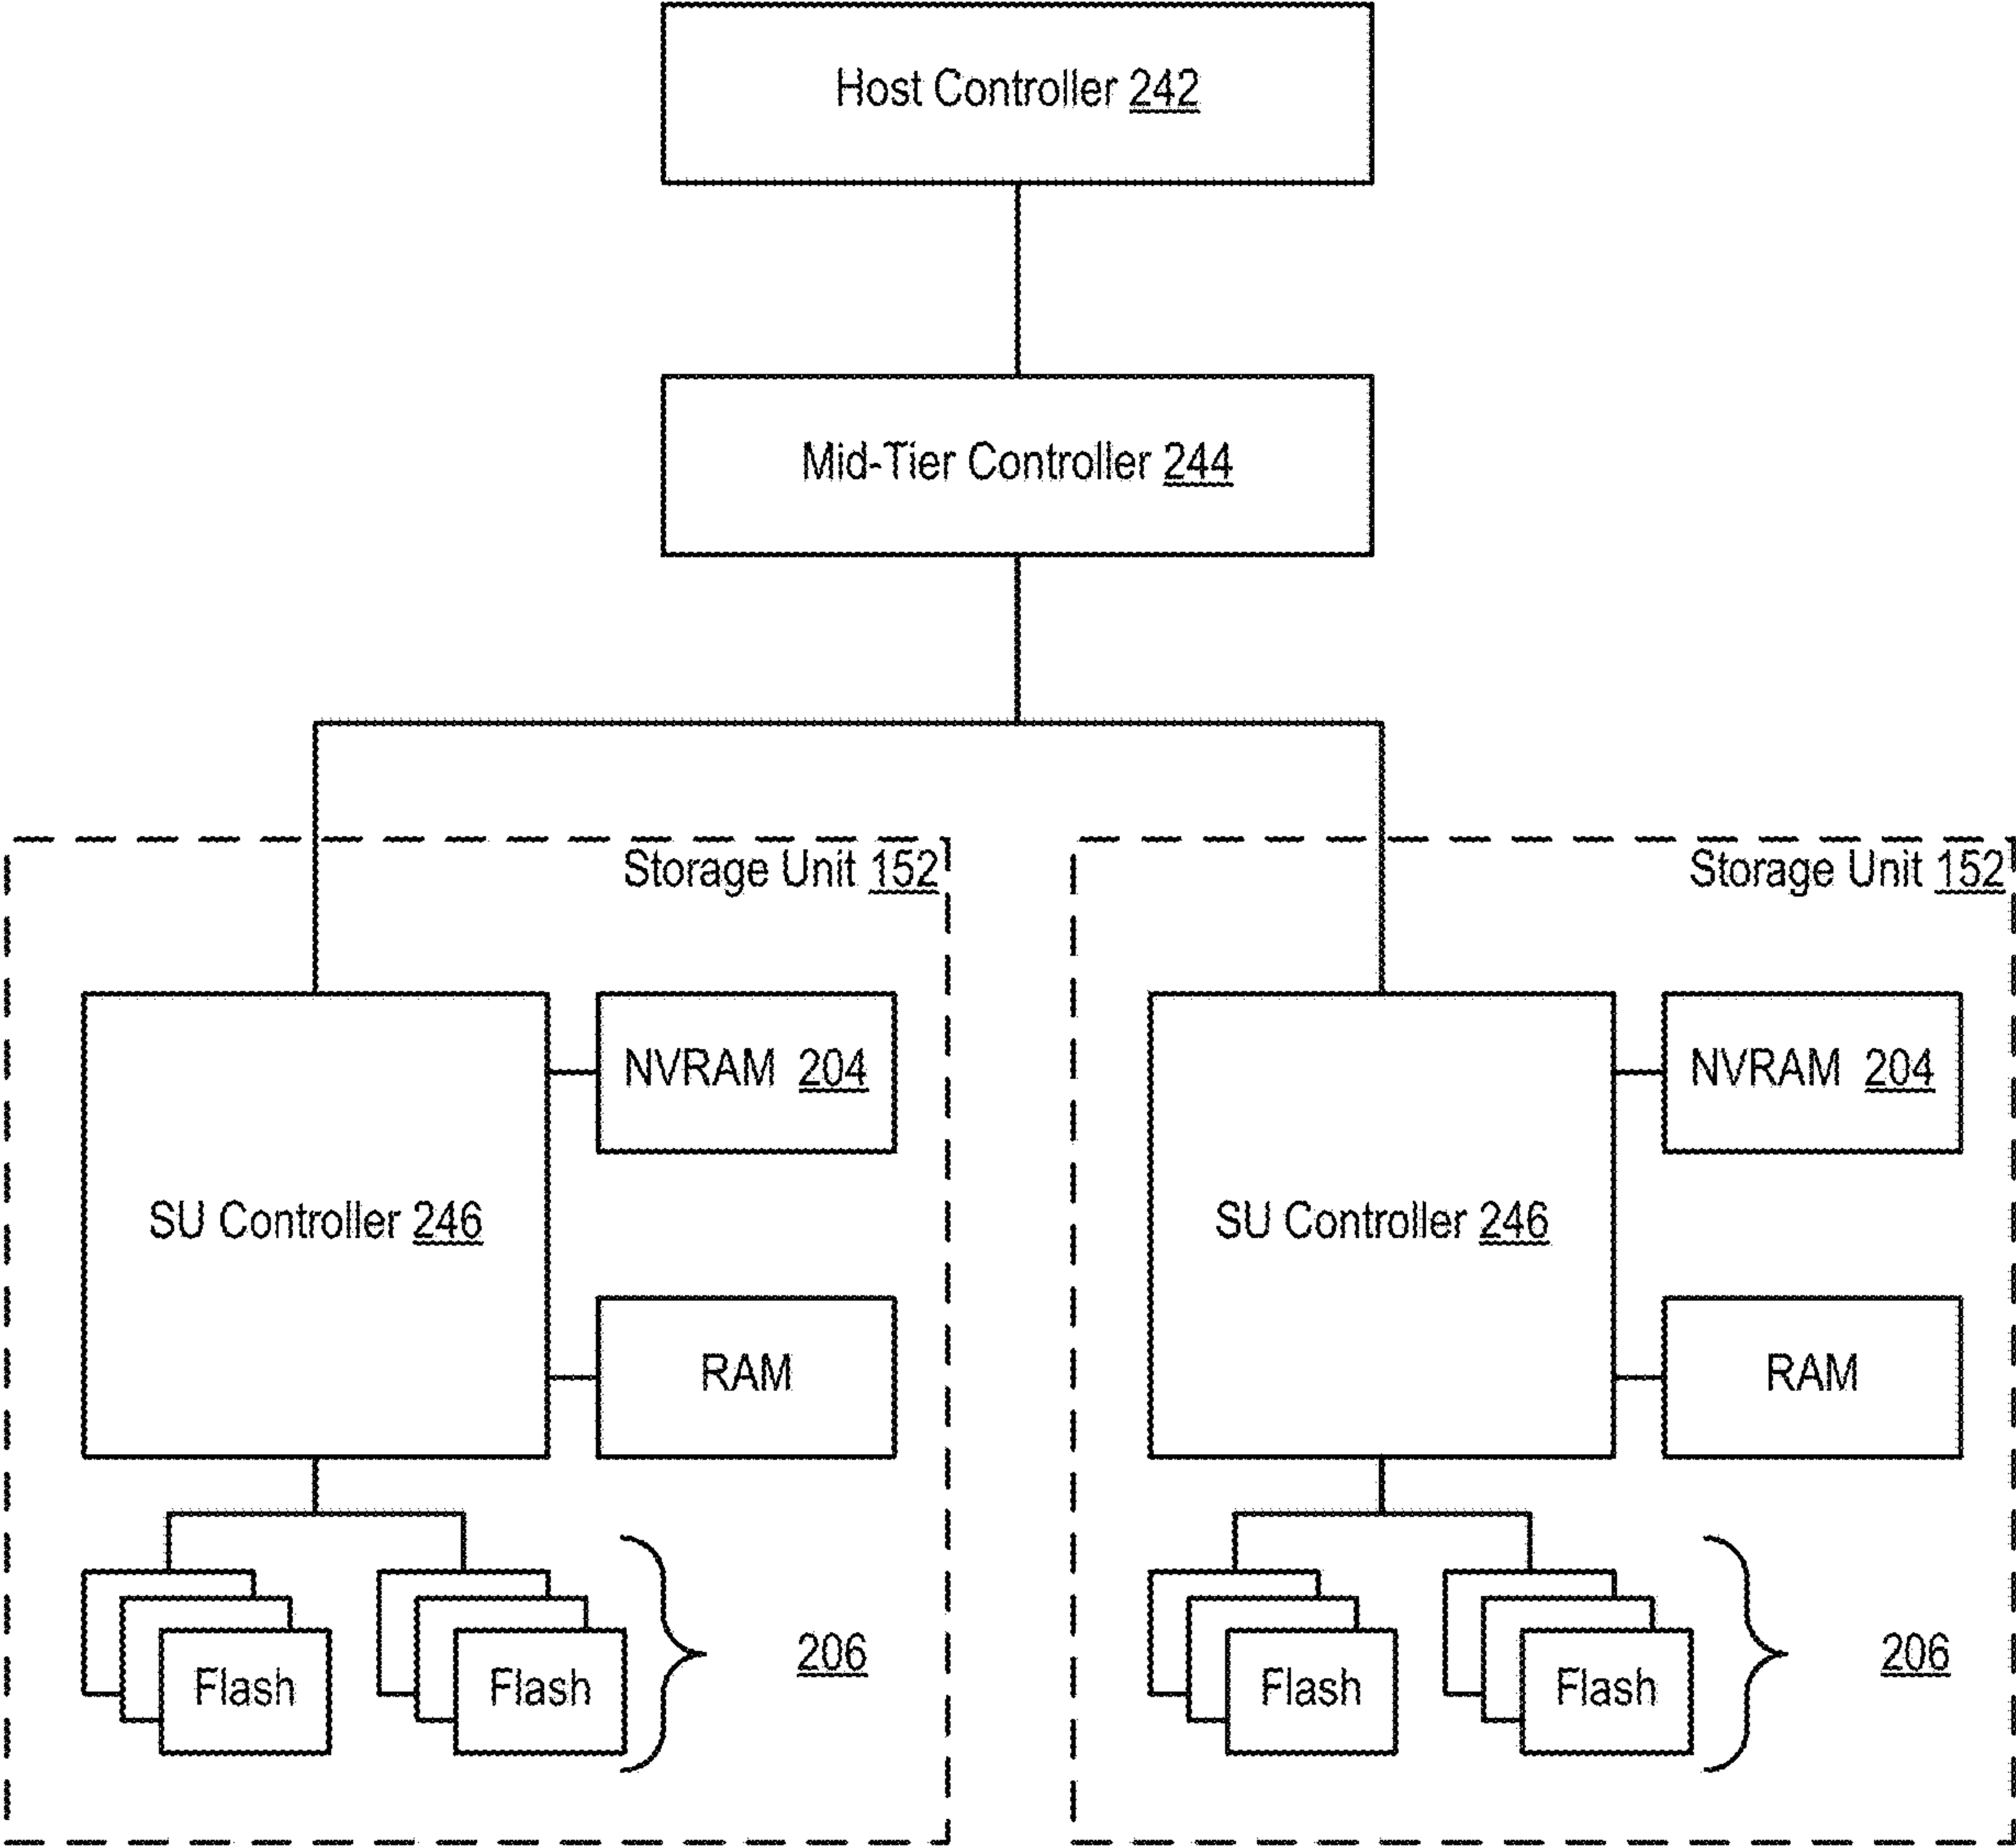 Host Controller 242
Mid-Tier Controller 244
Storage Unit 152
NVRAM 204
SU Controller 246
RAM
Flash
Flash
206
Storage Unit 152
NVRAM 204
SU Controller 246
RAM
Flash
Flash
206